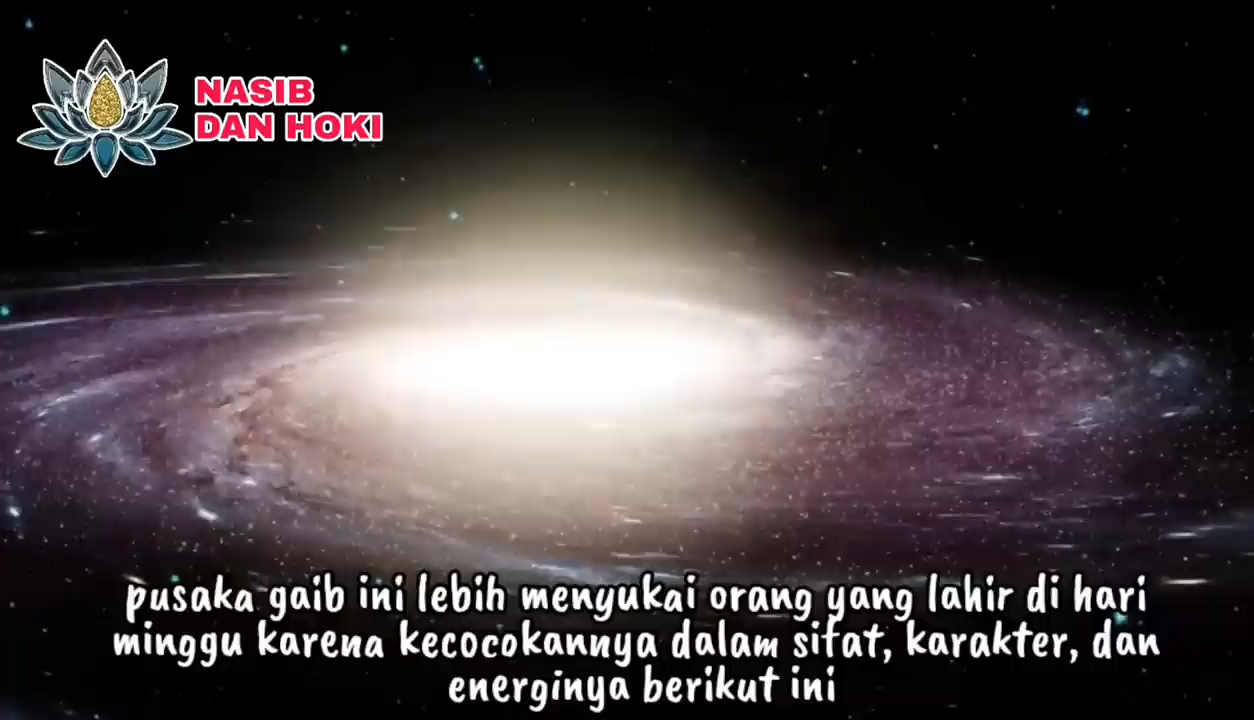 NASIB
DAN HOKI
pusaka gaib ini lebih menyukai orang yang lahir di hari
minggu karena kecocokannya dalam sifat, karakter, dan
energinya berikut ini